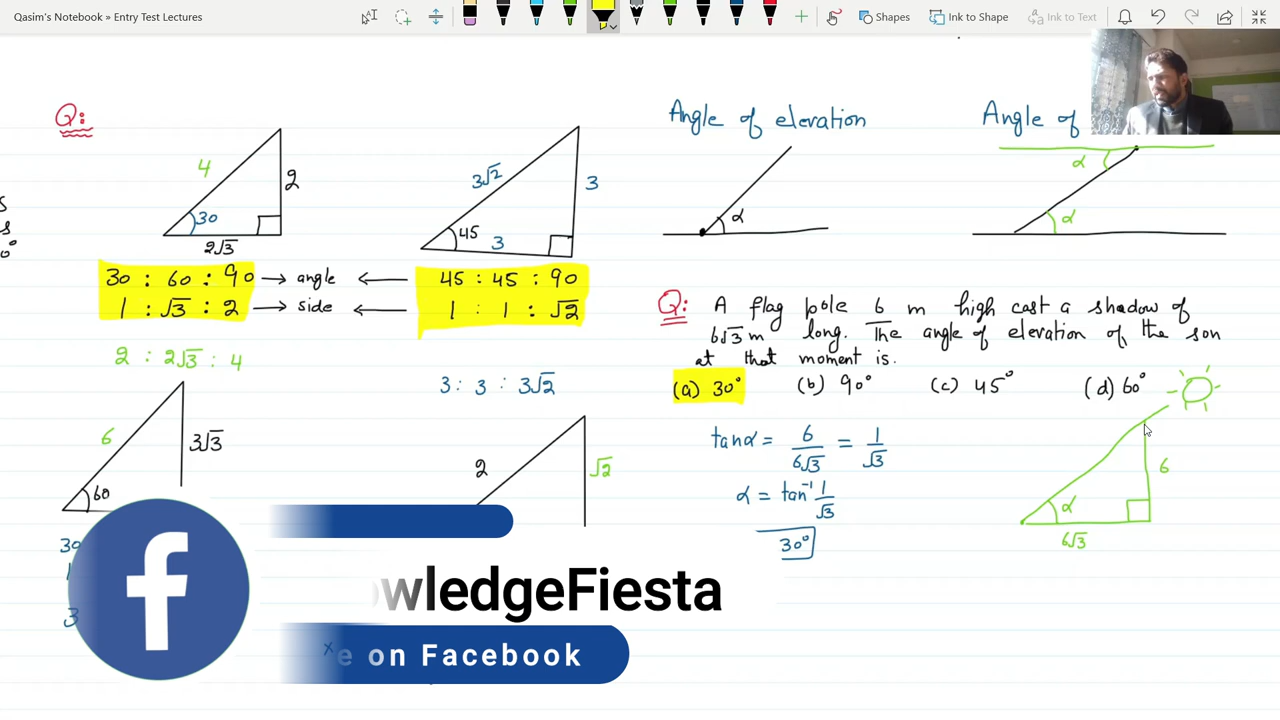 Qasim's Notebook » Entry Test Lectures
Shapes
Ink to Shape
Ink to Text
Q:
4
2
30
2√3
3√2
3
45
3
Angle of elevation
α
Angle of
α
α
30 : 60 : 90 → angle ← 45 : 45 : 90
1 : √3 : 2 → side ← 1 : 1 : √2
2 : 2√3 : 4
3 : 3 : 3√2
6
3√3
60
2
√2
Q: A flag pole 6 m high cast a shadow of
6√3 m long. The angle of elevation of the son
at that moment is.
(a) 30° (b) 90° (c) 45° (d) 60°
tanα = 6/6√3 = 1/√3
α = tan⁻¹ 1/√3
30°
6
α
6√3
30
3
f
wledgeFiesta
e on Facebook